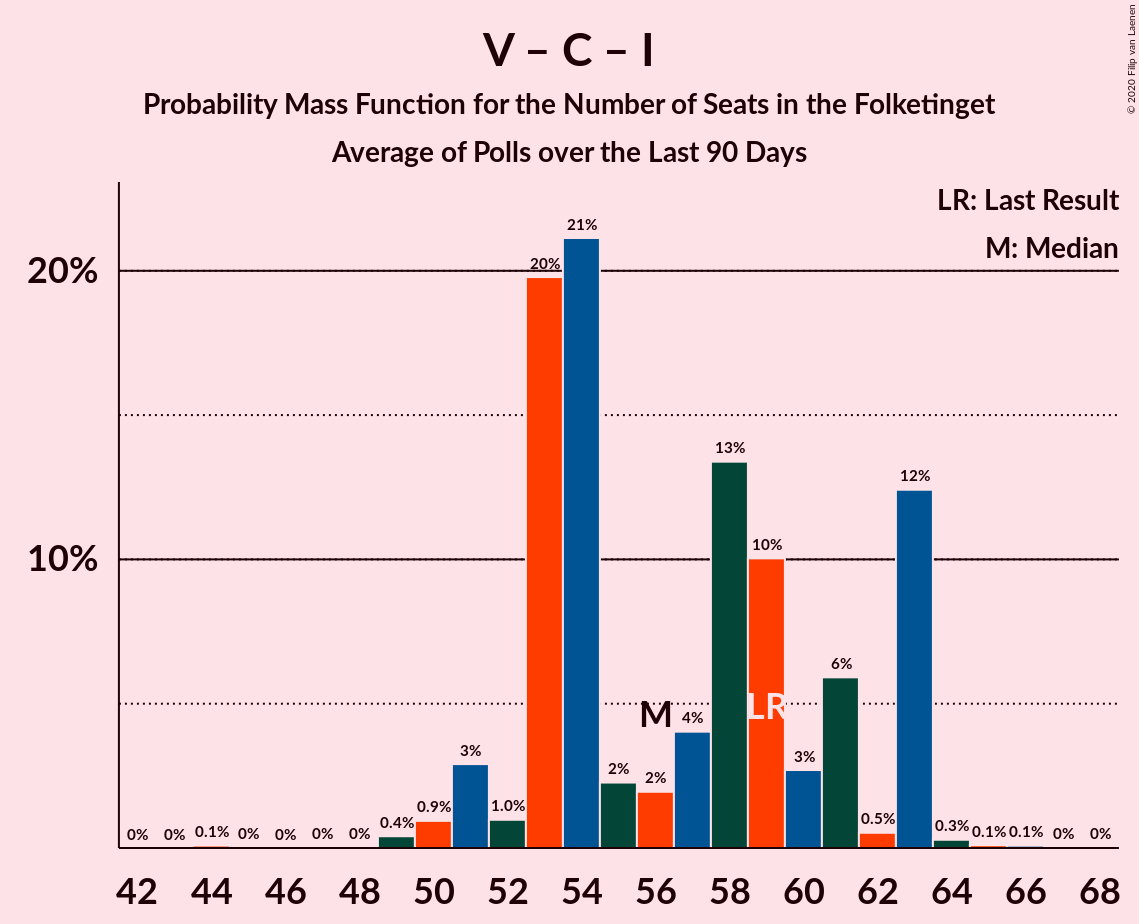 V – C – I
Probability Mass Function for the Number of Seats in the Folketinget
Average of Polls over the Last 90 Days
© 2020 Filip van Laenen
LR: Last Result
M: Median
20%
10%
0% 0% 0.1% 0% 0% 0% 0% 0.4% 0.9% 3% 1.0% 20% 21% 2% 2% 4% 13% 10% 3% 6% 0.5% 12% 0.3% 0.1% 0.1% 0% 0%
M LR
42 44 46 48 50 52 54 56 58 60 62 64 66 68